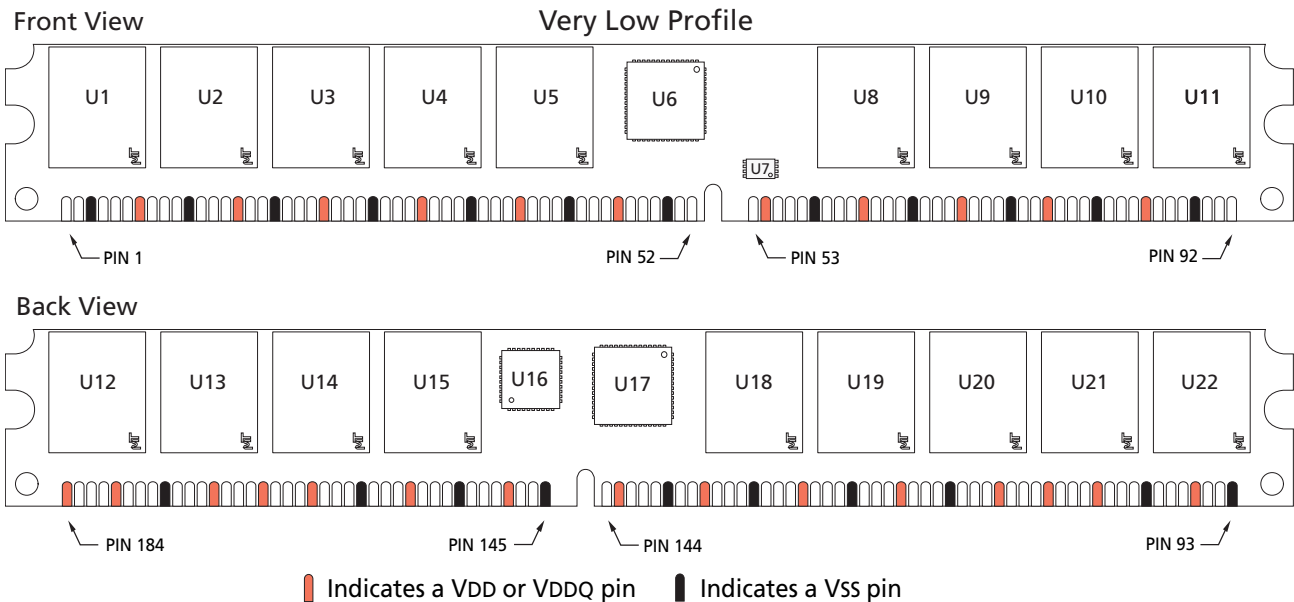 Front View
Very Low Profile
U1 U2 U3 U4 U5 U6 U7 U8 U9 U10 U11
PIN 1 PIN 52 PIN 53 PIN 92
Back View
U12 U13 U14 U15 U16 U17 U18 U19 U20 U21 U22
PIN 184 PIN 145 PIN 144 PIN 93
Indicates a VDD or VDDQ pin Indicates a VSS pin